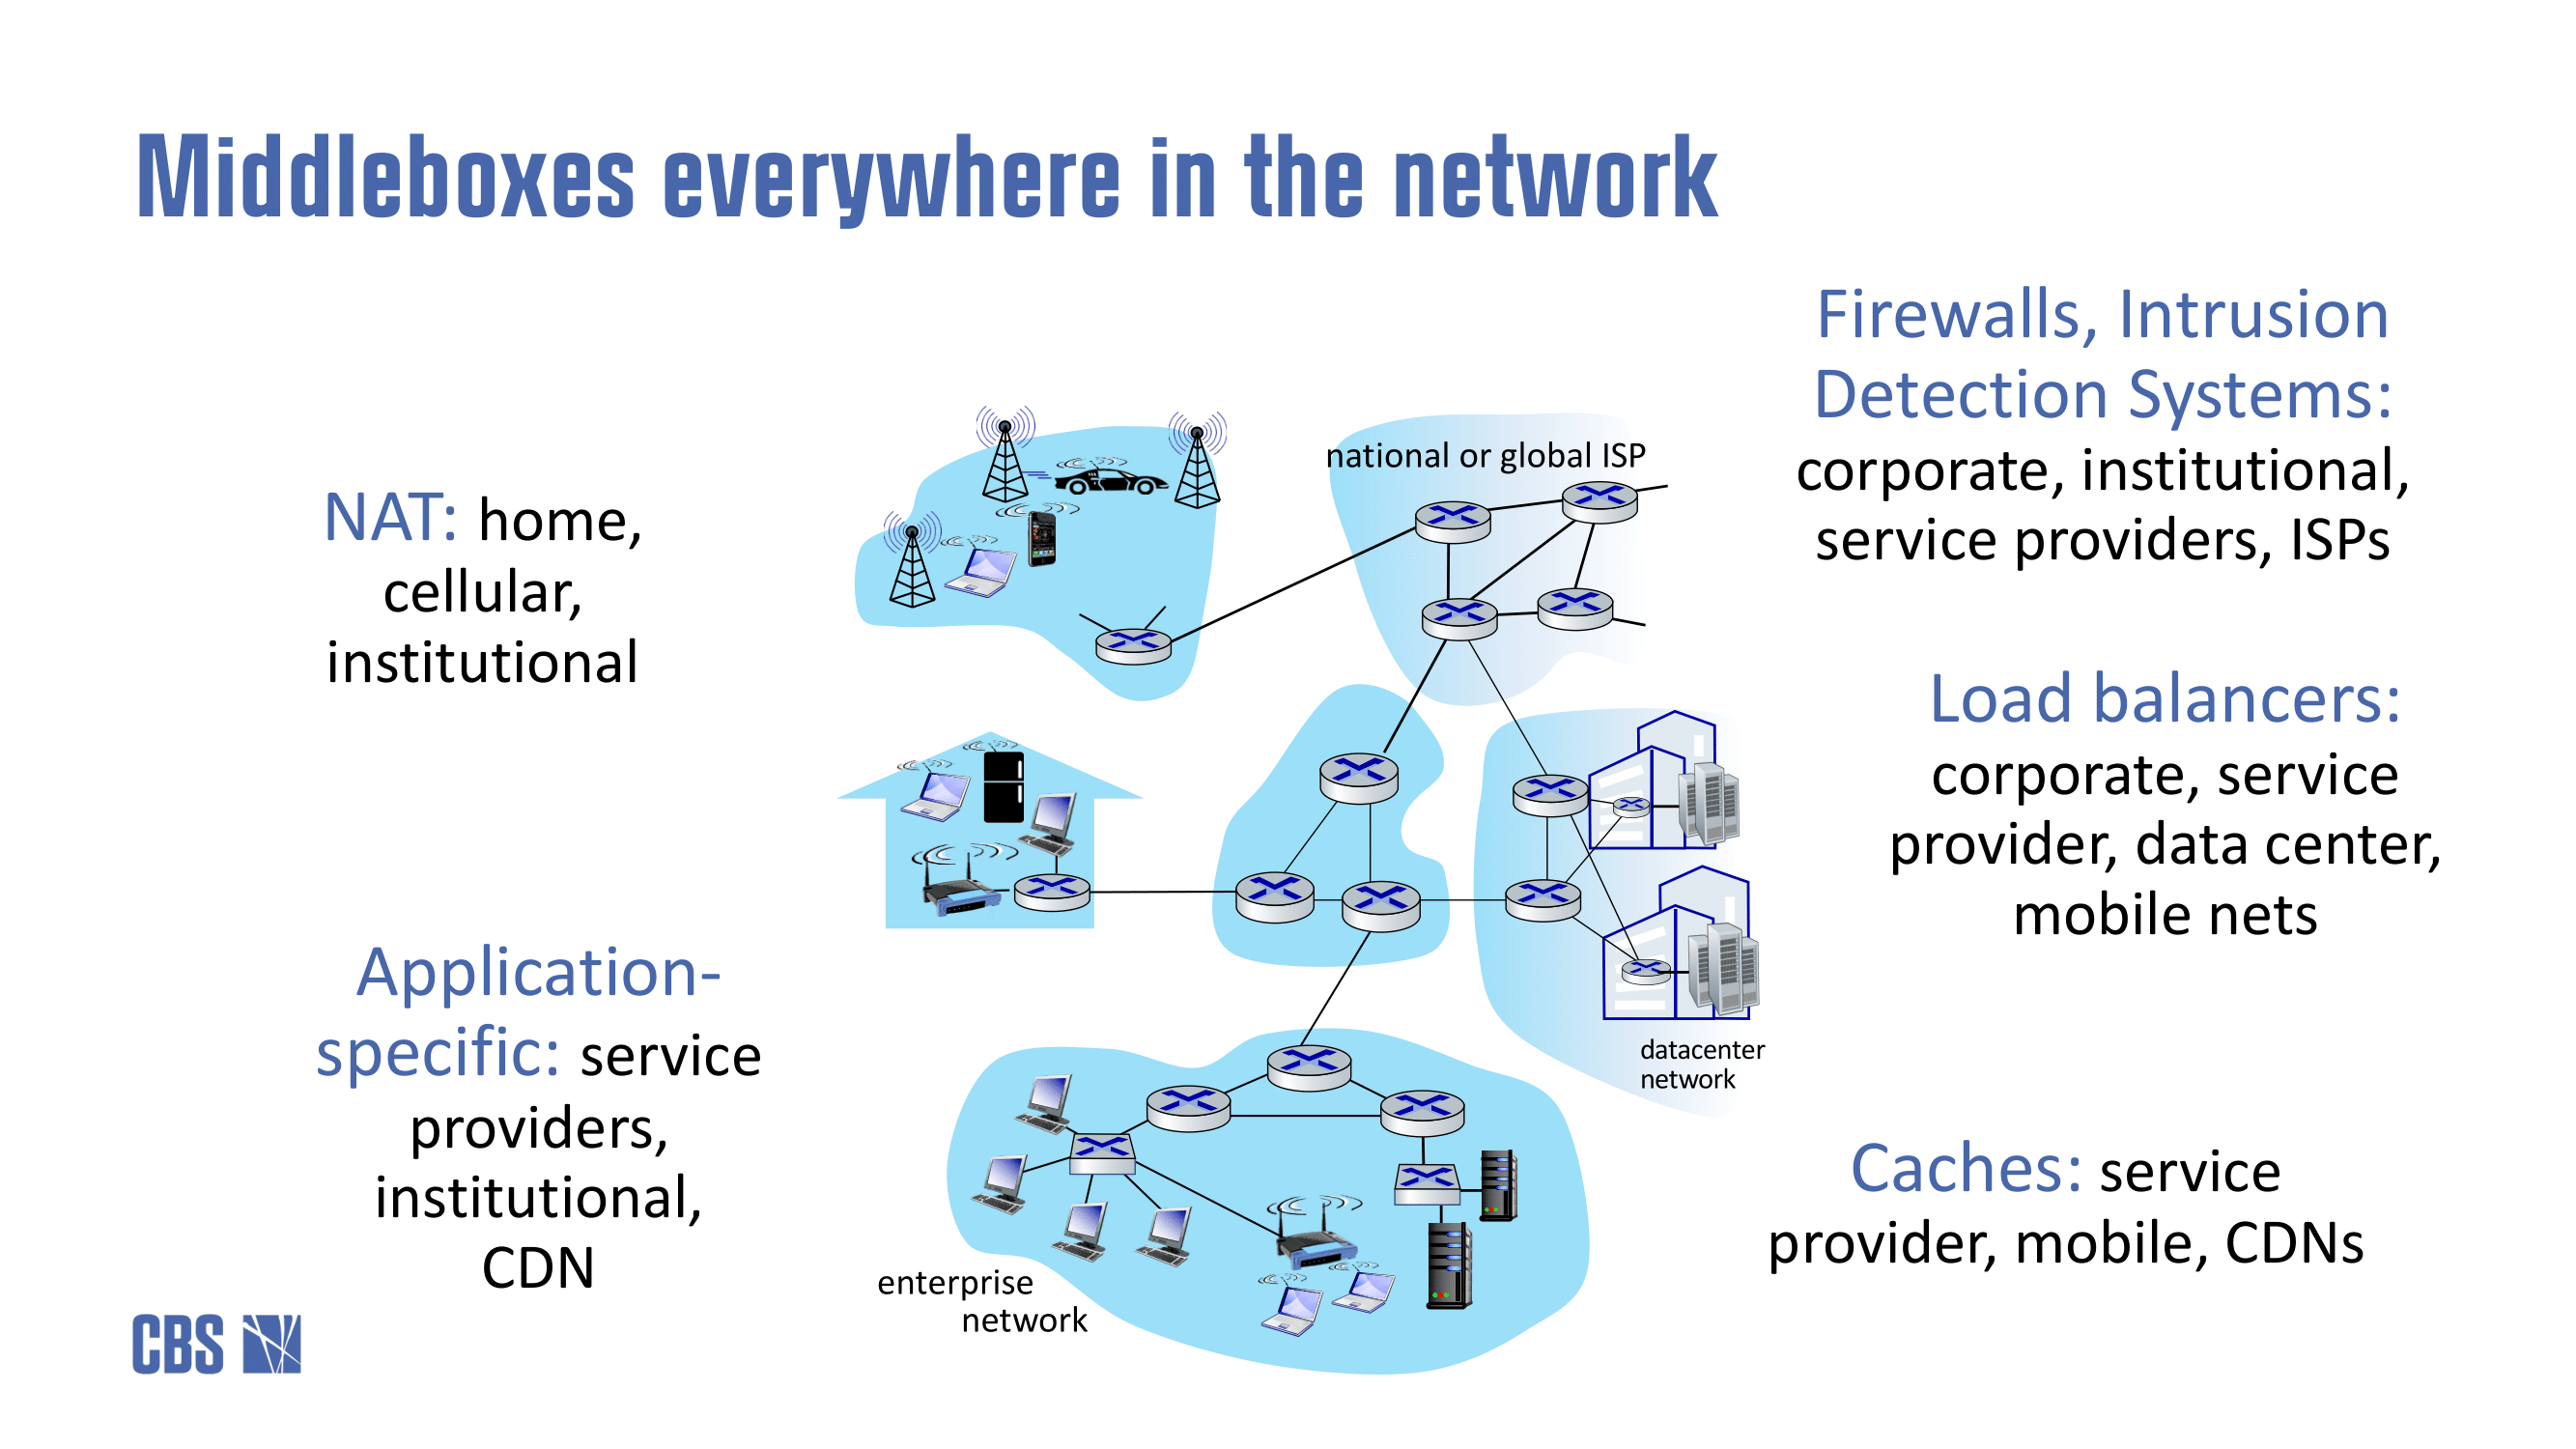 Middleboxes everywhere in the network
NAT: home,
cellular,
institutional
Application-
specific: service
providers,
institutional,
CDN
national or global ISP
datacenter
network
enterprise
network
Firewalls, Intrusion
Detection Systems:
corporate, institutional,
service providers, ISPs
Load balancers:
corporate, service
provider, data center,
mobile nets
Caches: service
provider, mobile, CDNs
CBS